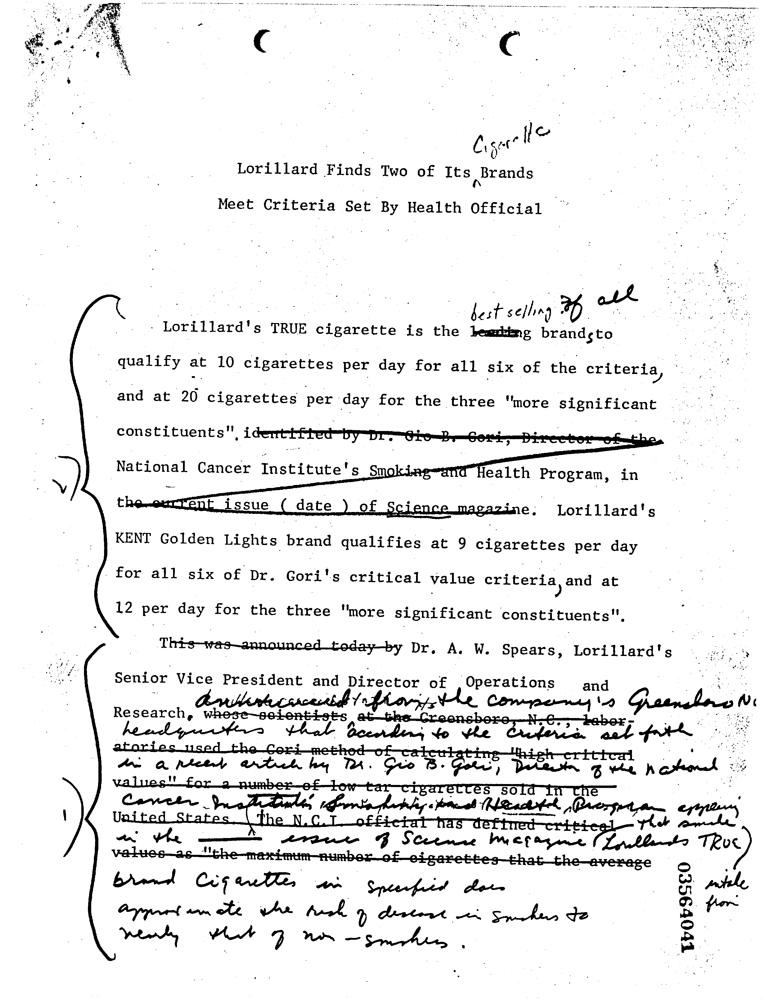 Cigarette
Lorillard Finds Two of Its Brands
Meet Criteria Set By Health Official
best selling of all
Lorillard's TRUE cigarette is the leading brands to
qualify at 10 cigarettes per day for all six of the criteria,
and at 20 cigarettes per day for the three "more significant
constituents". identified by Dr. Gio B. Gori, Director of the
National Cancer Institute's Smoking and Health Program, in
the current issue ( date ) of Science magazine. Lorillard's
KENT Golden Lights brand qualifies at 9 cigarettes per day
for all six of Dr. Gori's critical value criteria, and at
12 per day for the three "more significant constituents".
This was announced today by Dr. A. W. Spears, Lorillard's
Senior Vice President and Director of Operations and
announced from the company's Greensboro N.
Research, whose scientists at the Greensboro, N.C., labor-
headquarters that according to the criteria set forth
atories used the Gori method of calculating "high critical
in a recent article by Dr. Gio B. Gori, Director of the National
values" for a number of low tar cigarettes sold in the
Cancer Institute's Smoking and Health Program appearing
United States. The N.C.I. official has defined critical that smoke
in the issue of Science magazine (Lorillards TRUE)
values as "the maximum number of cigarettes that the average
brand Cigarettes in specified does
intake
from
approximate the risk of disease in smokers to
nearly that of non-smokers.
03564041